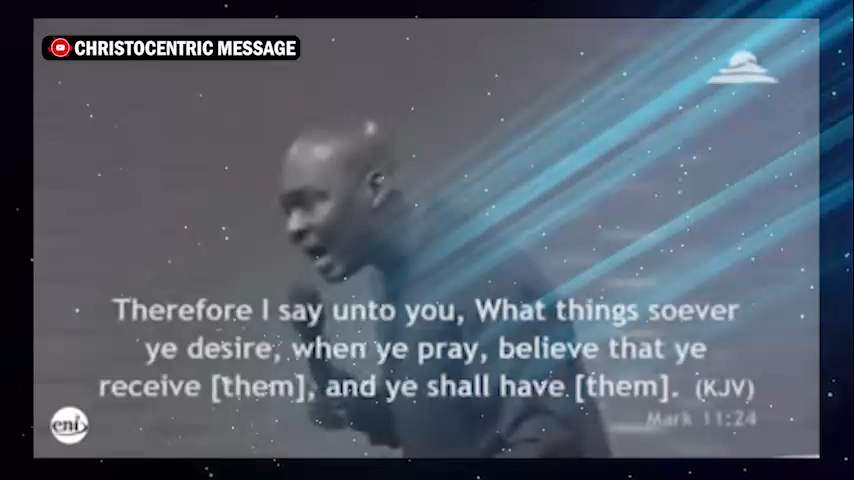 CHRISTOCENTRIC MESSAGE
Therefore I say unto you, What things soever
ye desire, when ye pray, believe that ye
receive [them], and ye shall have [them]. (KJV)
Mark 11:24
eni